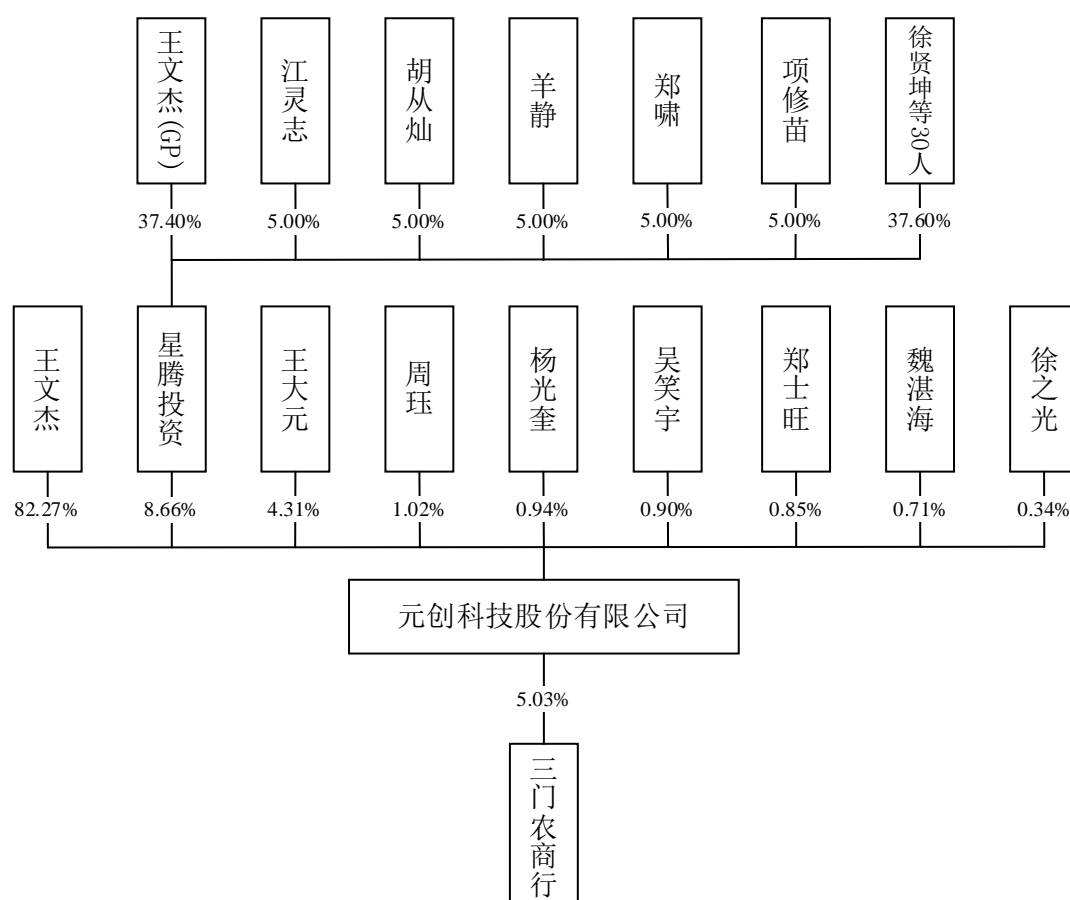 王文杰(GP)
江灵志
胡从灿
羊静
郑啸
项修苗
徐贤坤等30人
37.40%
5.00%
5.00%
5.00%
5.00%
5.00%
37.60%
王文杰
星腾投资
王大元
周珏
杨光奎
吴笑宇
郑士旺
魏湛海
徐之光
82.27%
8.66%
4.31%
1.02%
0.94%
0.90%
0.85%
0.71%
0.34%
元创科技股份有限公司
5.03%
三门农商行